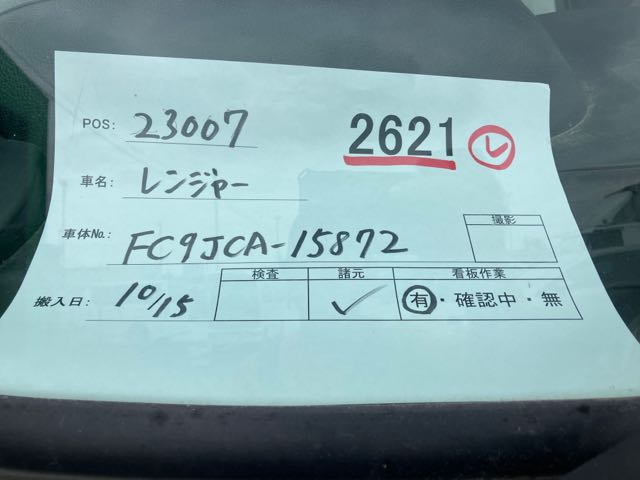 POS: 23007
2621 レ
車名: レンジャー
車体No.: FC9JCA-15872
撮影
搬入日: 10/15
検査 諸元 看板作業
✓ 有・確認中・無